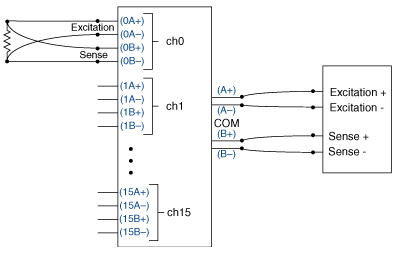 (0A+)
Excitation
(0A–)
ch0
(0B+)
Sense
(0B–)
(1A+)
(1A–)
ch1
(1B+)
(1B–)
(A+)
(A–)
COM
(B+)
(B–)
Excitation +
Excitation -
Sense +
Sense -
(15A+)
(15A–)
ch15
(15B+)
(15B–)